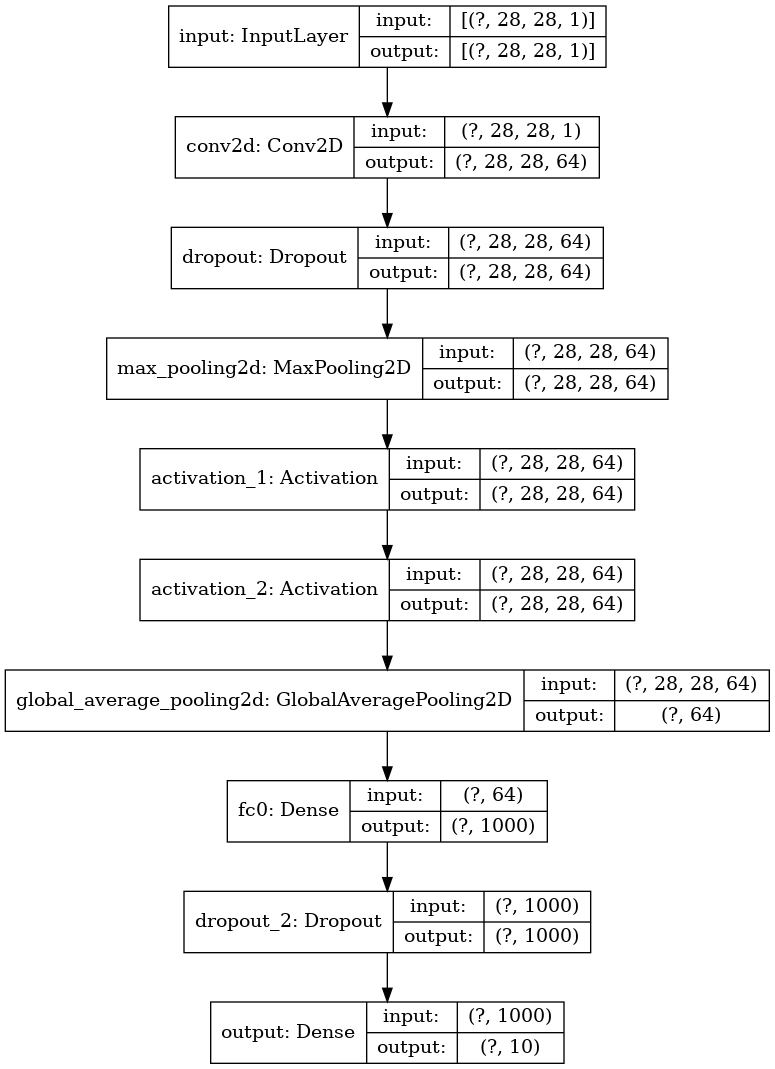 input: InputLayer
input:
[(?, 28, 28, 1)]
output:
[(?, 28, 28, 1)]
conv2d: Conv2D
input:
(?, 28, 28, 1)
output:
(?, 28, 28, 64)
dropout: Dropout
input:
(?, 28, 28, 64)
output:
(?, 28, 28, 64)
max_pooling2d: MaxPooling2D
input:
(?, 28, 28, 64)
output:
(?, 28, 28, 64)
activation_1: Activation
input:
(?, 28, 28, 64)
output:
(?, 28, 28, 64)
activation_2: Activation
input:
(?, 28, 28, 64)
output:
(?, 28, 28, 64)
global_average_pooling2d: GlobalAveragePooling2D
input:
(?, 28, 28, 64)
output:
(?, 64)
fc0: Dense
input:
(?, 64)
output:
(?, 1000)
dropout_2: Dropout
input:
(?, 1000)
output:
(?, 1000)
output: Dense
input:
(?, 1000)
output:
(?, 10)